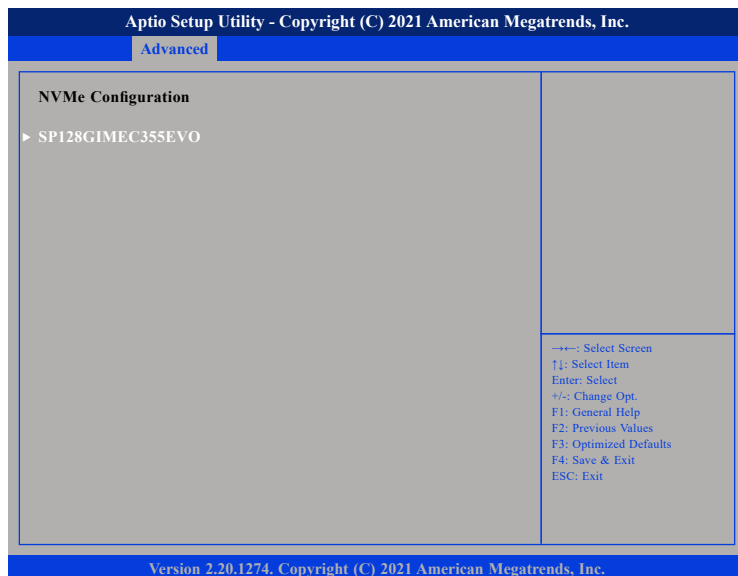 Aptio Setup Utility - Copyright (C) 2021 American Megatrends, Inc.
Advanced
NVMe Configuration
► SP128GIMEC355EVO
→←: Select Screen
↑↓: Select Item
Enter: Select
+/-: Change Opt.
F1: General Help
F2: Previous Values
F3: Optimized Defaults
F4: Save & Exit
ESC: Exit
Version 2.20.1274. Copyright (C) 2021 American Megatrends, Inc.